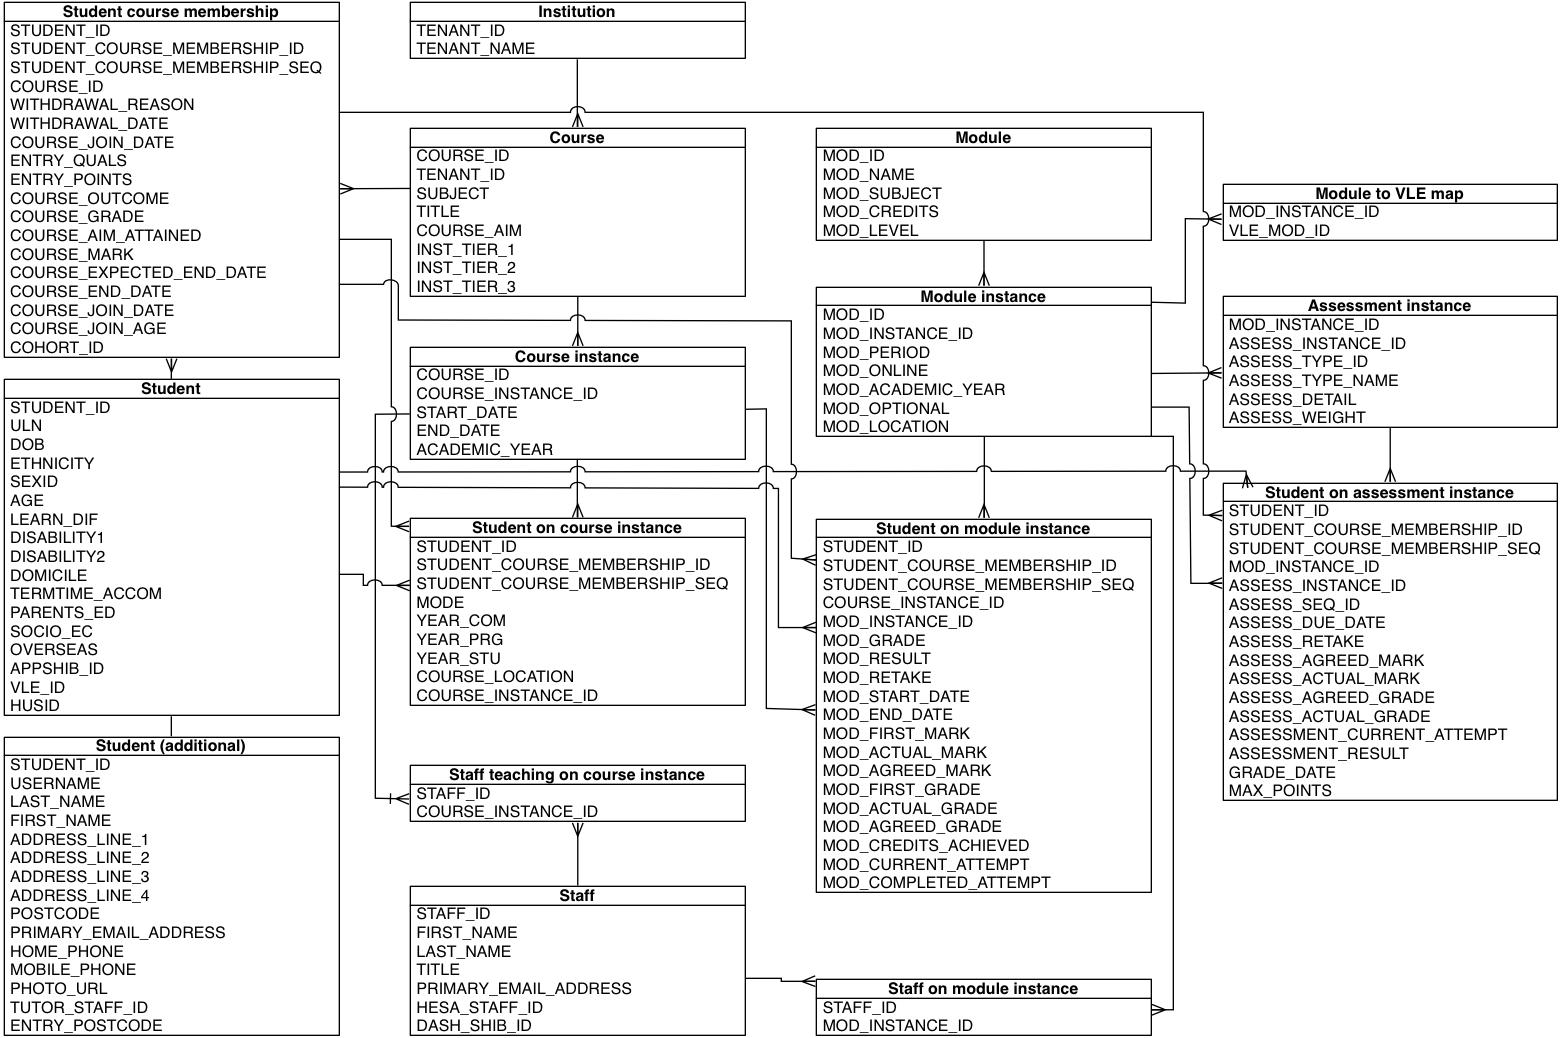 Student course membership
STUDENT_ID
STUDENT_COURSE_MEMBERSHIP_ID
STUDENT_COURSE_MEMBERSHIP_SEQ
COURSE_ID
WITHDRAWAL_REASON
WITHDRAWAL_DATE
COURSE_JOIN_DATE
ENTRY_QUALS
ENTRY_POINTS
COURSE_OUTCOME
COURSE_GRADE
COURSE_AIM_ATTAINED
COURSE_MARK
COURSE_EXPECTED_END_DATE
COURSE_END_DATE
COURSE_JOIN_DATE
COURSE_JOIN_AGE
COHORT_ID
Student
STUDENT_ID
ULN
DOB
ETHNICITY
SEXID
AGE
LEARN_DIF
DISABILITY1
DISABILITY2
DOMICILE
TERMTIME_ACCOM
PARENTS_ED
SOCIO_EC
OVERSEAS
APPSHIB_ID
VLE_ID
HUSID
Student (additional)
STUDENT_ID
USERNAME
LAST_NAME
FIRST_NAME
ADDRESS_LINE_1
ADDRESS_LINE_2
ADDRESS_LINE_3
ADDRESS_LINE_4
POSTCODE
PRIMARY_EMAIL_ADDRESS
HOME_PHONE
MOBILE_PHONE
PHOTO_URL
TUTOR_STAFF_ID
ENTRY_POSTCODE
Institution
TENANT_ID
TENANT_NAME
Course
COURSE_ID
TENANT_ID
SUBJECT
TITLE
COURSE_AIM
INST_TIER_1
INST_TIER_2
INST_TIER_3
Course instance
COURSE_ID
COURSE_INSTANCE_ID
START_DATE
END_DATE
ACADEMIC_YEAR
Student on course instance
STUDENT_ID
STUDENT_COURSE_MEMBERSHIP_ID
STUDENT_COURSE_MEMBERSHIP_SEQ
MODE
YEAR_COM
YEAR_PRG
YEAR_STU
COURSE_LOCATION
COURSE_INSTANCE_ID
Staff teaching on course instance
STAFF_ID
COURSE_INSTANCE_ID
Staff
STAFF_ID
FIRST_NAME
LAST_NAME
TITLE
PRIMARY_EMAIL_ADDRESS
HESA_STAFF_ID
DASH_SHIB_ID
Module
MOD_ID
MOD_NAME
MOD_SUBJECT
MOD_CREDITS
MOD_LEVEL
Module instance
MOD_ID
MOD_INSTANCE_ID
MOD_PERIOD
MOD_ONLINE
MOD_ACADEMIC_YEAR
MOD_OPTIONAL
MOD_LOCATION
Student on module instance
STUDENT_ID
STUDENT_COURSE_MEMBERSHIP_ID
STUDENT_COURSE_MEMBERSHIP_SEQ
COURSE_INSTANCE_ID
MOD_INSTANCE_ID
MOD_GRADE
MOD_RESULT
MOD_RETAKE
MOD_START_DATE
MOD_END_DATE
MOD_FIRST_MARK
MOD_ACTUAL_MARK
MOD_AGREED_MARK
MOD_FIRST_GRADE
MOD_ACTUAL_GRADE
MOD_AGREED_GRADE
MOD_CREDITS_ACHIEVED
MOD_CURRENT_ATTEMPT
MOD_COMPLETED_ATTEMPT
Staff on module instance
STAFF_ID
MOD_INSTANCE_ID
Module to VLE map
MOD_INSTANCE_ID
VLE_MOD_ID
Assessment instance
MOD_INSTANCE_ID
ASSESS_INSTANCE_ID
ASSESS_TYPE_ID
ASSESS_TYPE_NAME
ASSESS_DETAIL
ASSESS_WEIGHT
Student on assessment instance
STUDENT_ID
STUDENT_COURSE_MEMBERSHIP_ID
STUDENT_COURSE_MEMBERSHIP_SEQ
MOD_INSTANCE_ID
ASSESS_INSTANCE_ID
ASSESS_SEQ_ID
ASSESS_DUE_DATE
ASSESS_RETAKE
ASSESS_AGREED_MARK
ASSESS_ACTUAL_MARK
ASSESS_AGREED_GRADE
ASSESS_ACTUAL_GRADE
ASSESSMENT_CURRENT_ATTEMPT
ASSESSMENT_RESULT
GRADE_DATE
MAX_POINTS